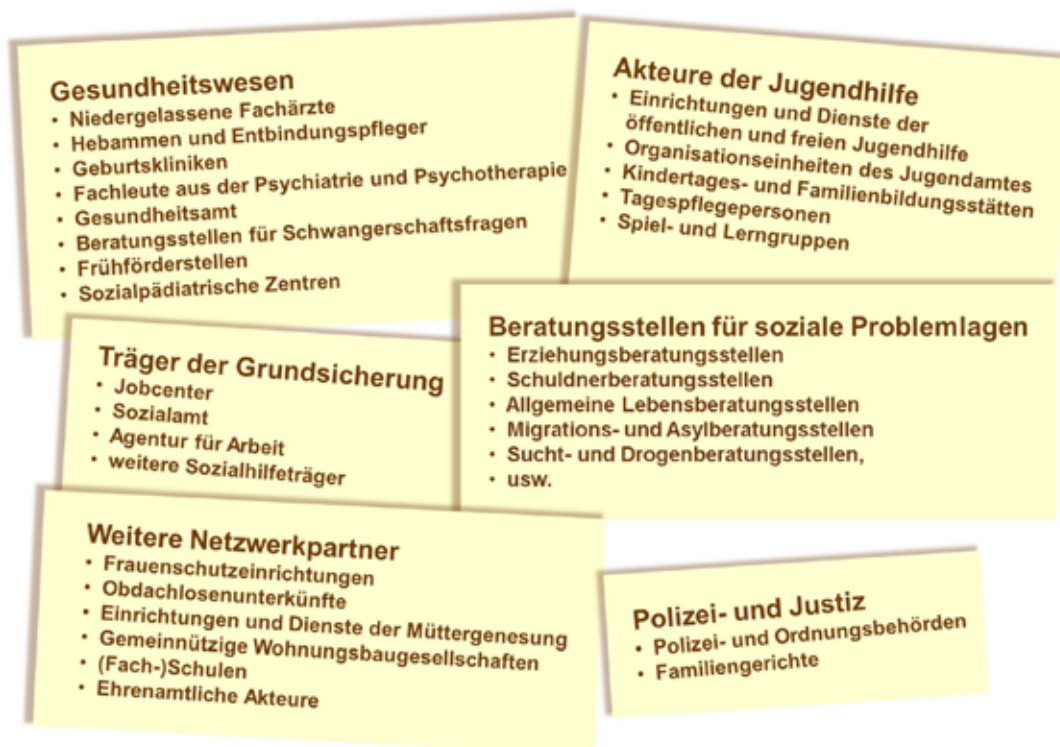 Gesundheitswesen
• Niedergelassene Fachärzte
• Hebammen und Entbindungspfleger
• Geburtskliniken
• Fachleute aus der Psychiatrie und Psychotherapie
• Gesundheitsamt
• Beratungsstellen für Schwangerschaftsfragen
• Frühförderstellen
• Sozialpädiatrische Zentren
Akteure der Jugendhilfe
• Einrichtungen und Dienste der
öffentlichen und freien Jugendhilfe
• Organisationseinheiten des Jugendamtes
• Kindertages- und Familienbildungsstätten
• Tagespflegepersonen
• Spiel- und Lerngruppen
Träger der Grundsicherung
• Jobcenter
• Sozialamt
• Agentur für Arbeit
• weitere Sozialhilfeträger
Beratungsstellen für soziale Problemlagen
• Erziehungsberatungsstellen
• Schuldnerberatungsstellen
• Allgemeine Lebensberatungsstellen
• Migrations- und Asylberatungsstellen
• Sucht- und Drogenberatungsstellen,
• usw.
Weitere Netzwerkpartner
• Frauenschutzeinrichtungen
• Obdachlosenunterkünfte
• Einrichtungen und Dienste der Müttergenesung
• Gemeinnützige Wohnungsbaugesellschaften
• (Fach-)Schulen
• Ehrenamtliche Akteure
Polizei- und Justiz
• Polizei- und Ordnungsbehörden
• Familiengerichte